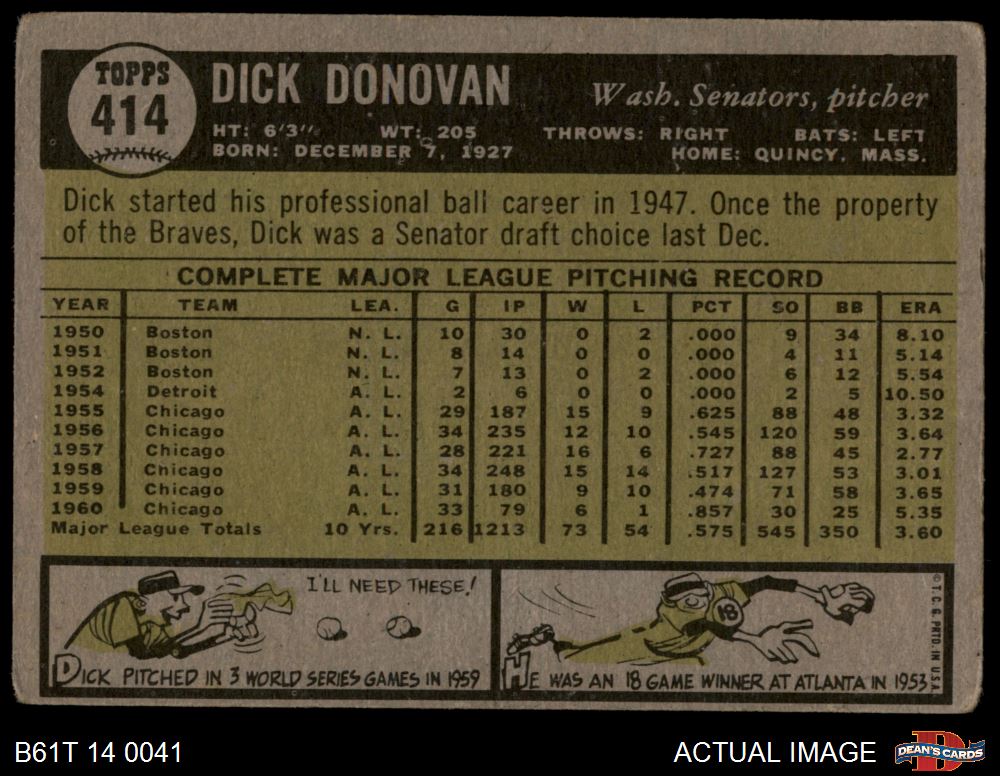 TOPPS
414
DICK DONOVAN
Wash. Senators, pitcher
HT: 6'3" WT: 205 THROWS: RIGHT BATS: LEFT
BORN: DECEMBER 7, 1927 HOME: QUINCY, MASS.
Dick started his professional ball career in 1947. Once the property
of the Braves, Dick was a Senator draft choice last Dec.
COMPLETE MAJOR LEAGUE PITCHING RECORD
YEAR TEAM LEA. G IP W L PCT SO BB ERA
1950 Boston N. L. 10 30 0 2 .000 9 34 8.10
1951 Boston N. L. 8 14 0 0 .000 4 11 5.14
1952 Boston N. L. 7 13 0 2 .000 6 12 5.54
1954 Detroit A. L. 2 6 0 0 .000 2 5 10.50
1955 Chicago A. L. 29 187 15 9 .625 88 48 3.32
1956 Chicago A. L. 34 235 12 10 .545 120 59 3.64
1957 Chicago A. L. 28 221 16 6 .727 88 45 2.77
1958 Chicago A. L. 34 248 15 14 .517 127 53 3.01
1959 Chicago A. L. 31 180 9 10 .474 71 58 3.65
1960 Chicago A. L. 33 79 6 1 .857 30 25 5.35
Major League Totals 10 Yrs. 216 1213 73 54 .575 545 350 3.60
I'LL NEED THESE!
DICK PITCHED IN 3 WORLD SERIES GAMES IN 1959
18
HE WAS AN 18 GAME WINNER AT ATLANTA IN 1953
© T. C. G. PRTD. IN U.S.A.
B61T 14 0041
ACTUAL IMAGE
DEAN'S CARDS